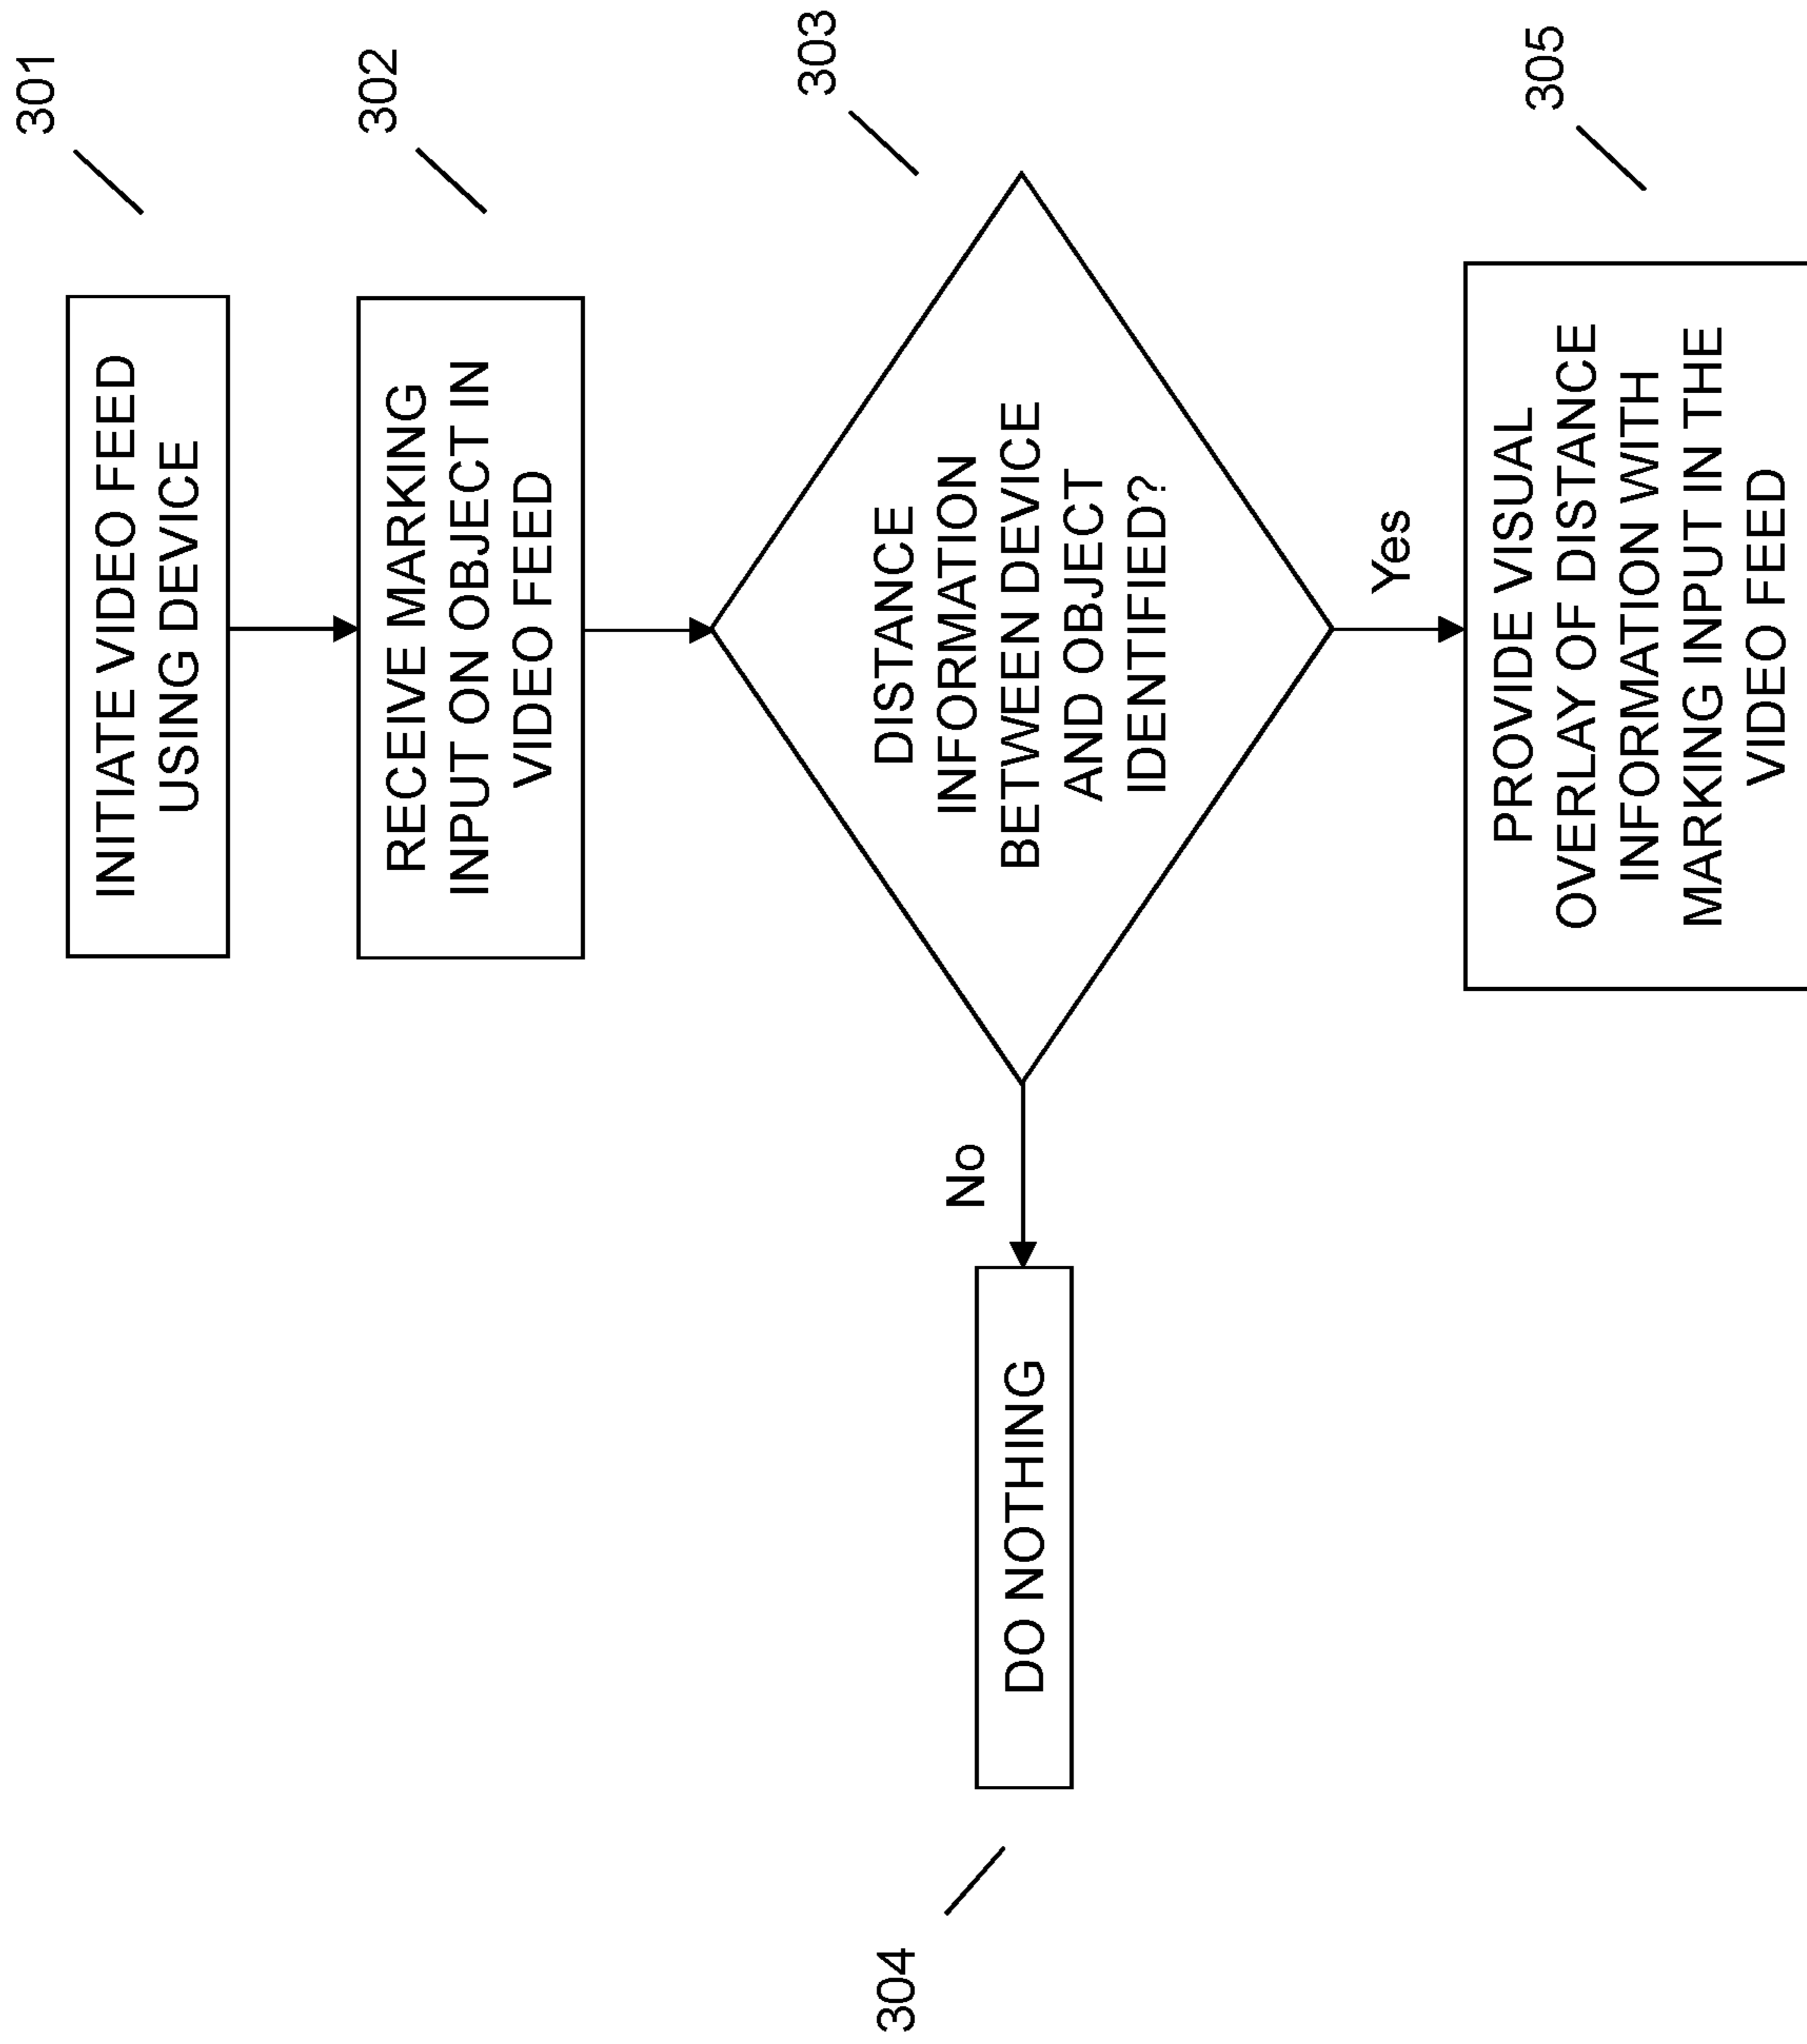 301
INITIATE VIDEO FEED
USING DEVICE
302
RECEIVE MARKING
INPUT ON OBJECT IN
VIDEO FEED
303
DISTANCE
INFORMATION
BETWEEN DEVICE
AND OBJECT
IDENTIFIED?
No
304
DO NOTHING
Yes
305
PROVIDE VISUAL
OVERLAY OF DISTANCE
INFORMATION WITH
MARKING INPUT IN THE
VIDEO FEED